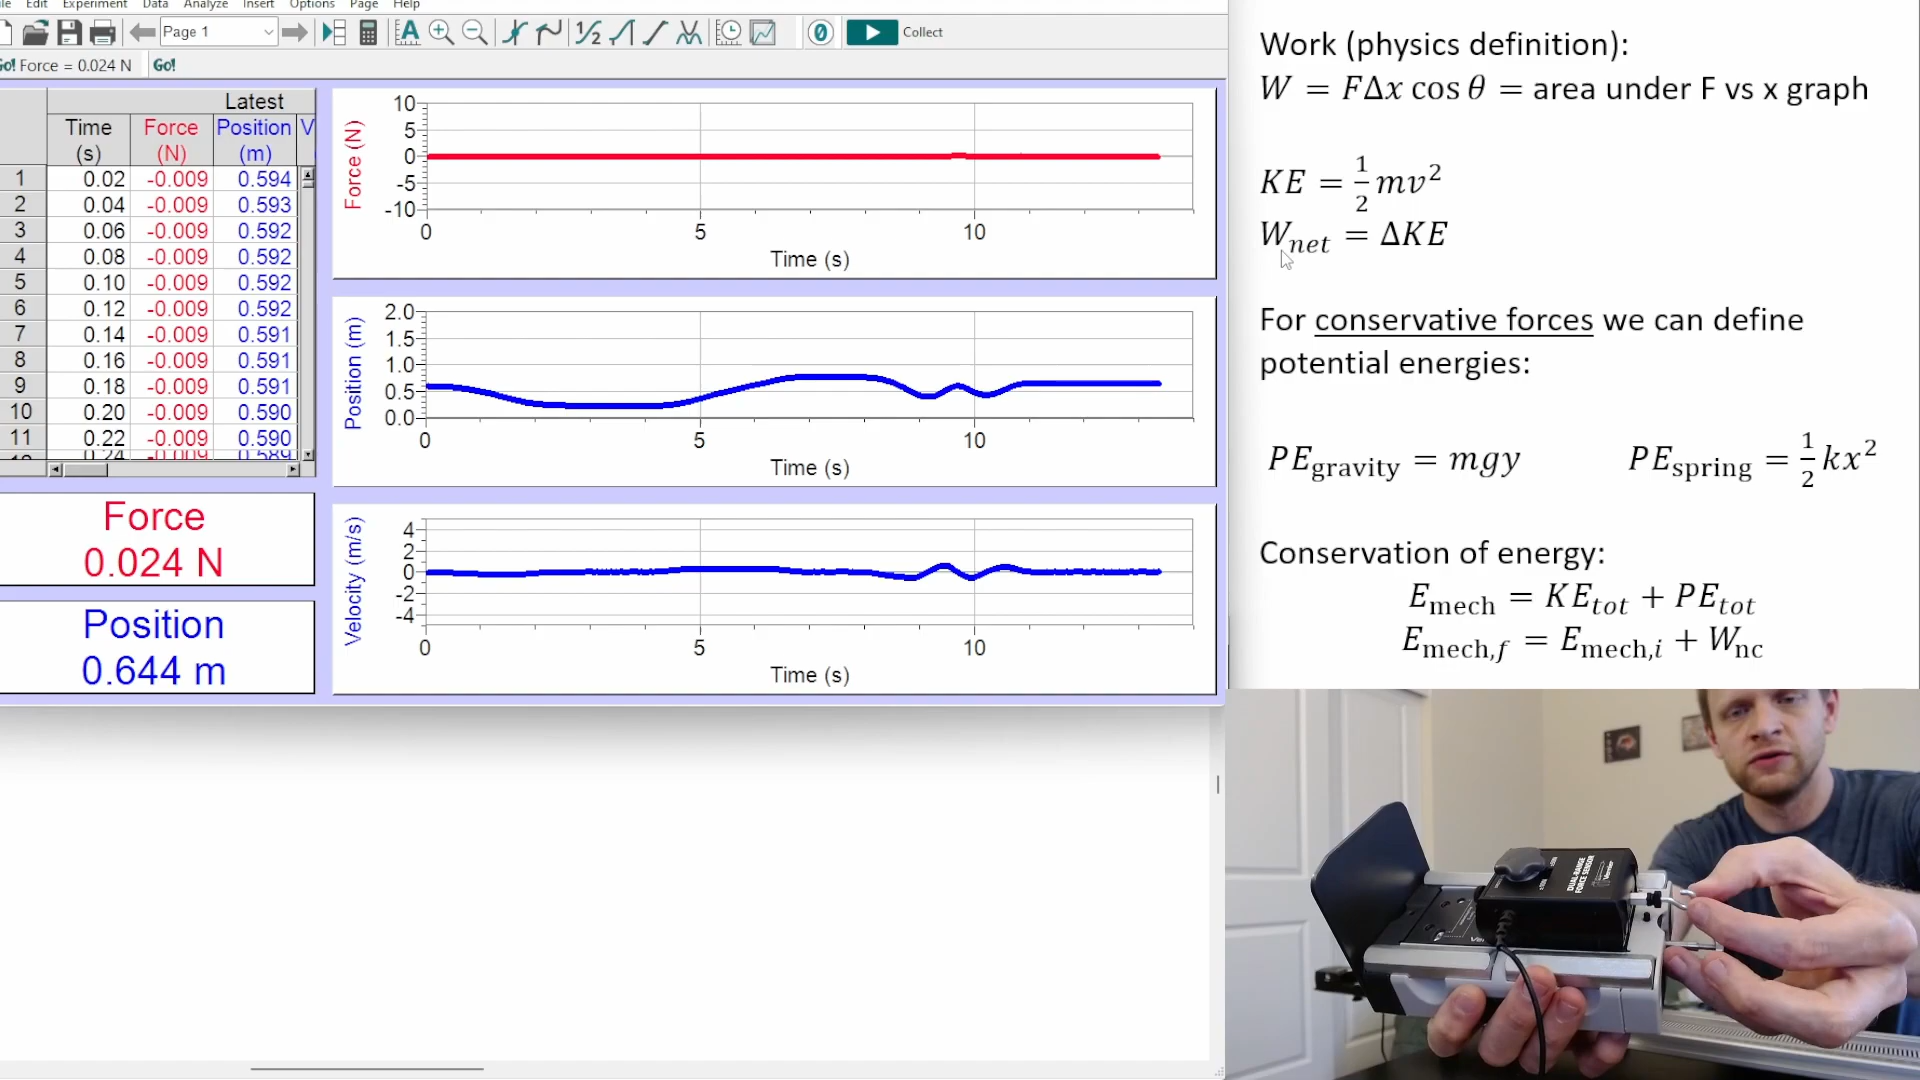 Edit Experiment Data Analyze Insert Options Page Help
Page 1
Collect
Go! Force = 0.024 N Go!
Latest
Time Force Position V
(s) (N) (m)
1 0.02 -0.009 0.594
2 0.04 -0.009 0.593
3 0.06 -0.009 0.592
4 0.08 -0.009 0.592
5 0.10 -0.009 0.592
6 0.12 -0.009 0.592
7 0.14 -0.009 0.591
8 0.16 -0.009 0.591
9 0.18 -0.009 0.591
10 0.20 -0.009 0.590
11 0.22 -0.009 0.590
0.24 -0.009 0.589
Force
0.024 N
Position
0.644 m
Force (N)
10
5
0
-5
-10
0 5 10
Time (s)
Position (m)
2.0
1.5
1.0
0.5
0.0
0 5 10
Time (s)
Velocity (m/s)
4
2
0
-2
-4
0 5 10
Time (s)
Work (physics definition):
W = FΔx cos θ = area under F vs x graph
KE = 1/2 mv²
W_net = ΔKE
For conservative forces we can define
potential energies:
PE_gravity = mgy PE_spring = 1/2 kx²
Conservation of energy:
E_mech = KE_tot + PE_tot
E_mech,f = E_mech,i + W_nc
DUAL-RANGE
FORCE SENSOR
Vernier